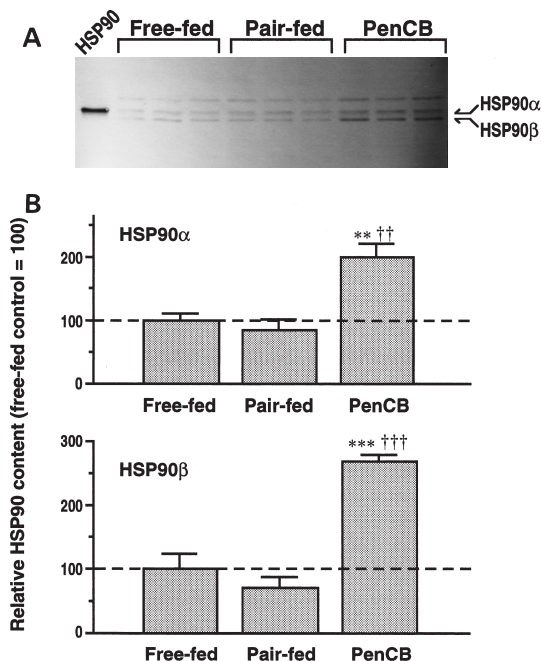 A
HSP90 Free-fed Pair-fed PenCB
HSP90α
HSP90β
B
Relative HSP90 content (free-fed control = 100)
HSP90α
** ††
200
100
0
Free-fed Pair-fed PenCB
300
HSP90β
*** †††
200
100
0
Free-fed Pair-fed PenCB